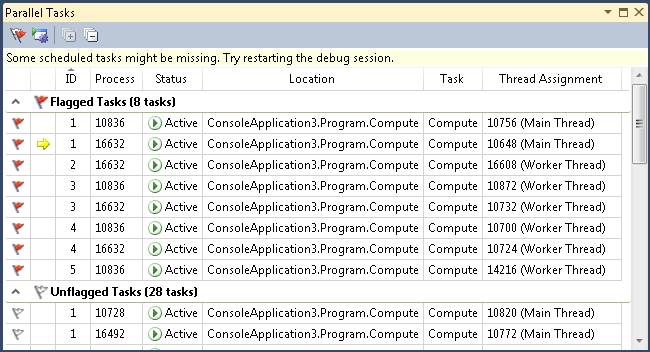 Parallel Tasks
Some scheduled tasks might be missing. Try restarting the debug session.
ID Process Status Location Task Thread Assignment
Flagged Tasks (8 tasks)
1 10836 Active ConsoleApplication3.Program.Compute Compute 10756 (Main Thread)
1 16632 Active ConsoleApplication3.Program.Compute Compute 10648 (Main Thread)
2 16632 Active ConsoleApplication3.Program.Compute Compute 16608 (Worker Thread)
3 10836 Active ConsoleApplication3.Program.Compute Compute 10872 (Worker Thread)
3 16632 Active ConsoleApplication3.Program.Compute Compute 10732 (Worker Thread)
4 10836 Active ConsoleApplication3.Program.Compute Compute 10700 (Worker Thread)
4 16632 Active ConsoleApplication3.Program.Compute Compute 10724 (Worker Thread)
5 10836 Active ConsoleApplication3.Program.Compute Compute 14216 (Worker Thread)
Unflagged Tasks (28 tasks)
1 10728 Active ConsoleApplication3.Program.Compute Compute 10820 (Main Thread)
1 16492 Active ConsoleApplication3.Program.Compute Compute 10772 (Main Thread)